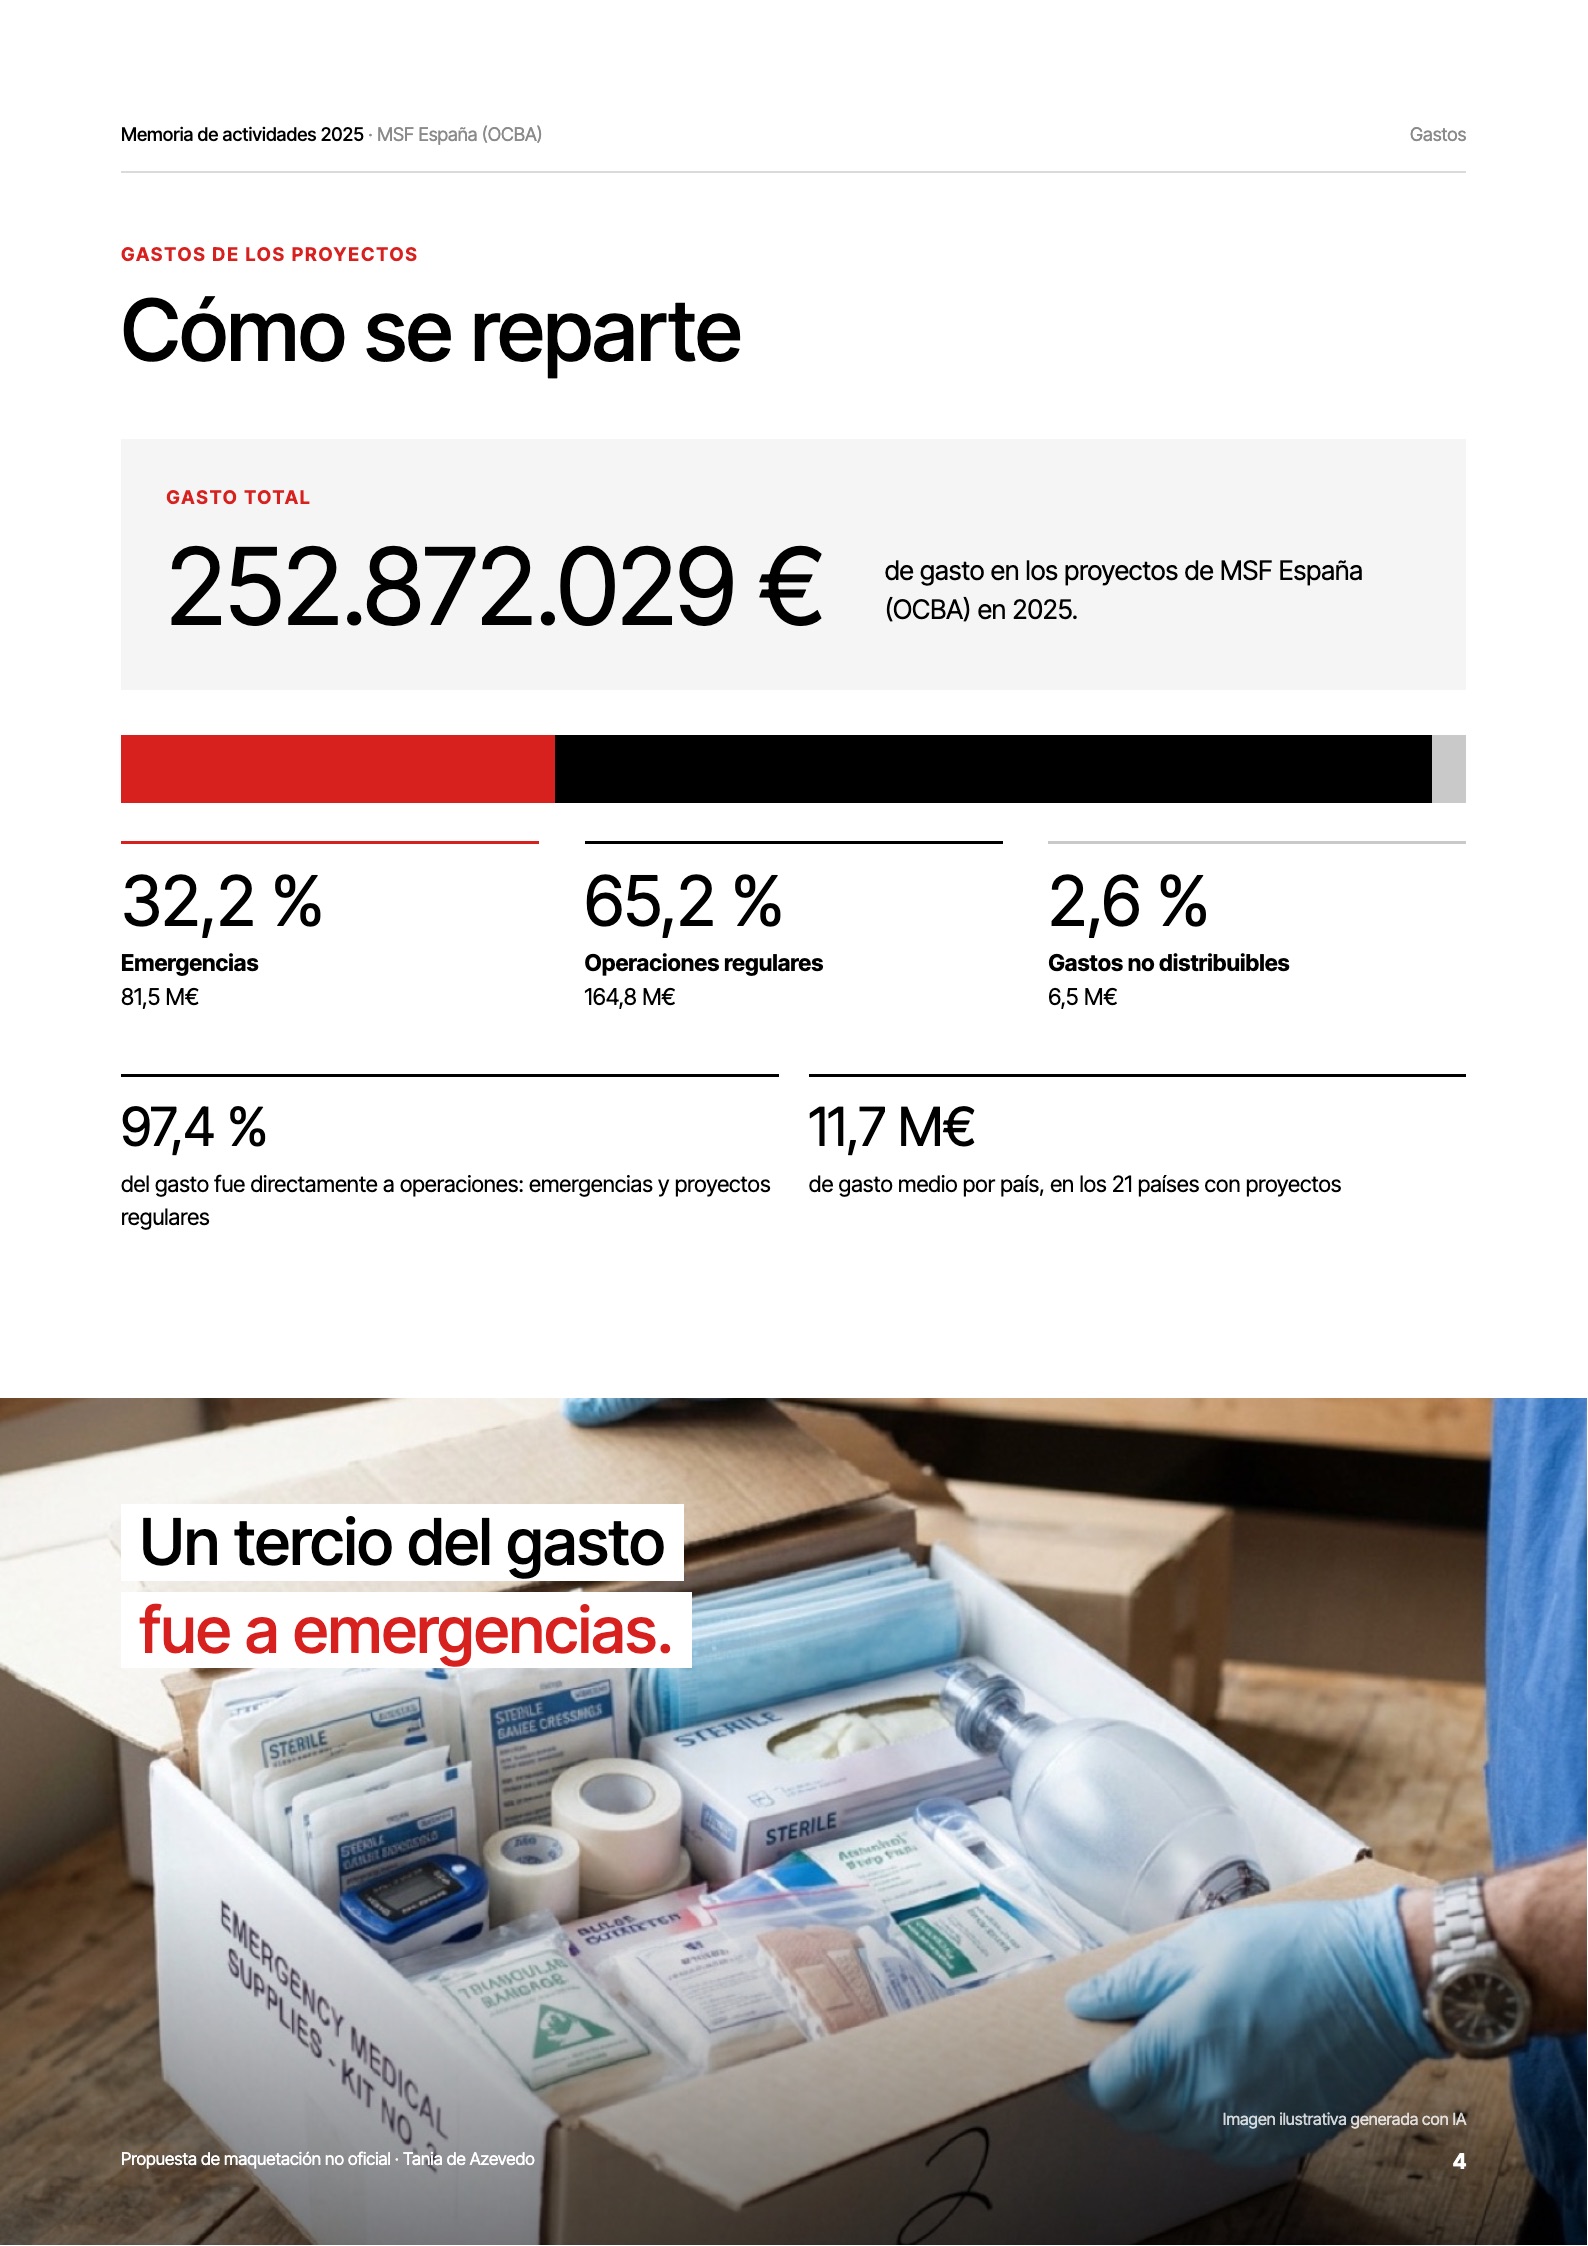 Memoria de actividades 2025 · MSF España (OCBA)
Gastos
GASTOS DE LOS PROYECTOS
Cómo se reparte
GASTO TOTAL
252.872.029 €
de gasto en los proyectos de MSF España
(OCBA) en 2025.
32,2 %
Emergencias
81,5 M€
65,2 %
Operaciones regulares
164,8 M€
2,6 %
Gastos no distribuibles
6,5 M€
97,4 %
del gasto fue directamente a operaciones: emergencias y proyectos
regulares
11,7 M€
de gasto medio por país, en los 21 países con proyectos
Un tercio del gasto
fue a emergencias.
STERILE
STERILE
STERILE
STERILE
EMERGENCY MEDICAL
SUPPLIES - KIT NO. 2
2
Imagen ilustrativa generada con IA
Propuesta de maquetación no oficial · Tania de Azevedo
4